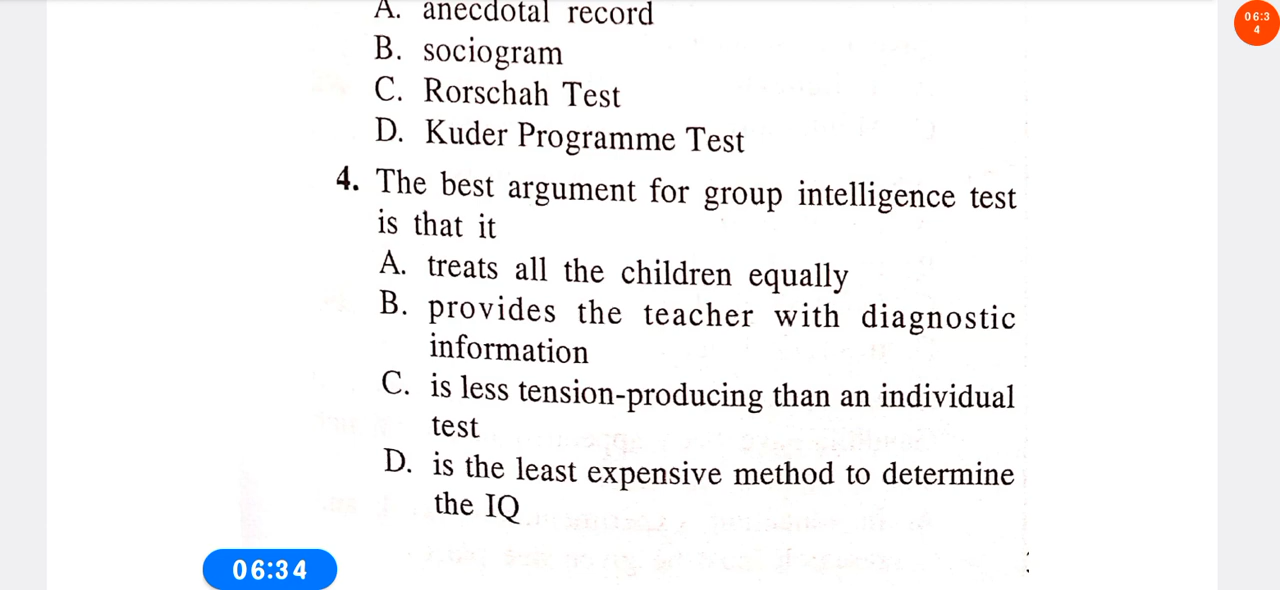 A. anecdotal record
06:3
4
B. sociogram
C. Rorschah Test
D. Kuder Programme Test
4. The best argument for group intelligence test
is that it
A. treats all the children equally
B. provides the teacher with diagnostic
information
C. is less tension-producing than an individual
test
D. is the least expensive method to determine
the IQ
06:34